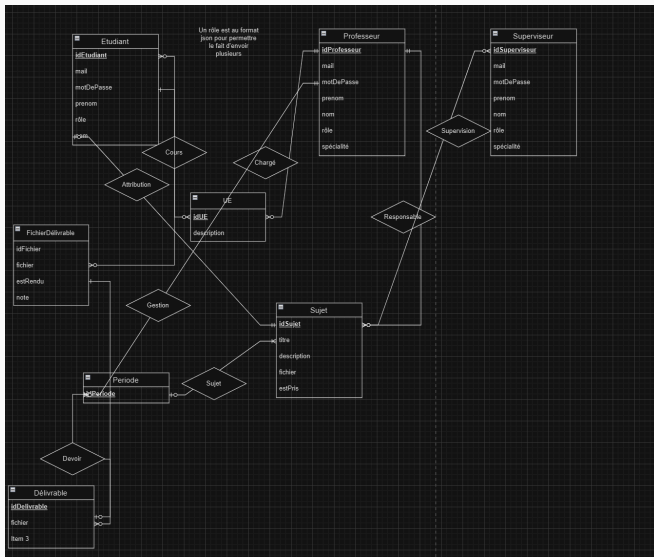 Etudiant
idEtudiant
mail
motDePasse
prenom
rôle
nom
Un rôle est au format
json pour permettre
le fait d'envoir
plusieurs
Professeur
idProfesseur
mail
motDePasse
prenom
nom
rôle
spécialité
Superviseur
idSuperviseur
mail
motDePasse
prenom
nom
rôle
spécialité
Cours
Chargé
Supervision
Attribution
UE
idUE
description
Responsable
FichierDélivrable
idFichier
fichier
estRendu
note
Gestion
Sujet
idSujet
titre
description
fichier
estPris
Periode
idPeriode
Sujet
Devoir
Délivrable
idDelivrable
fichier
Item 3